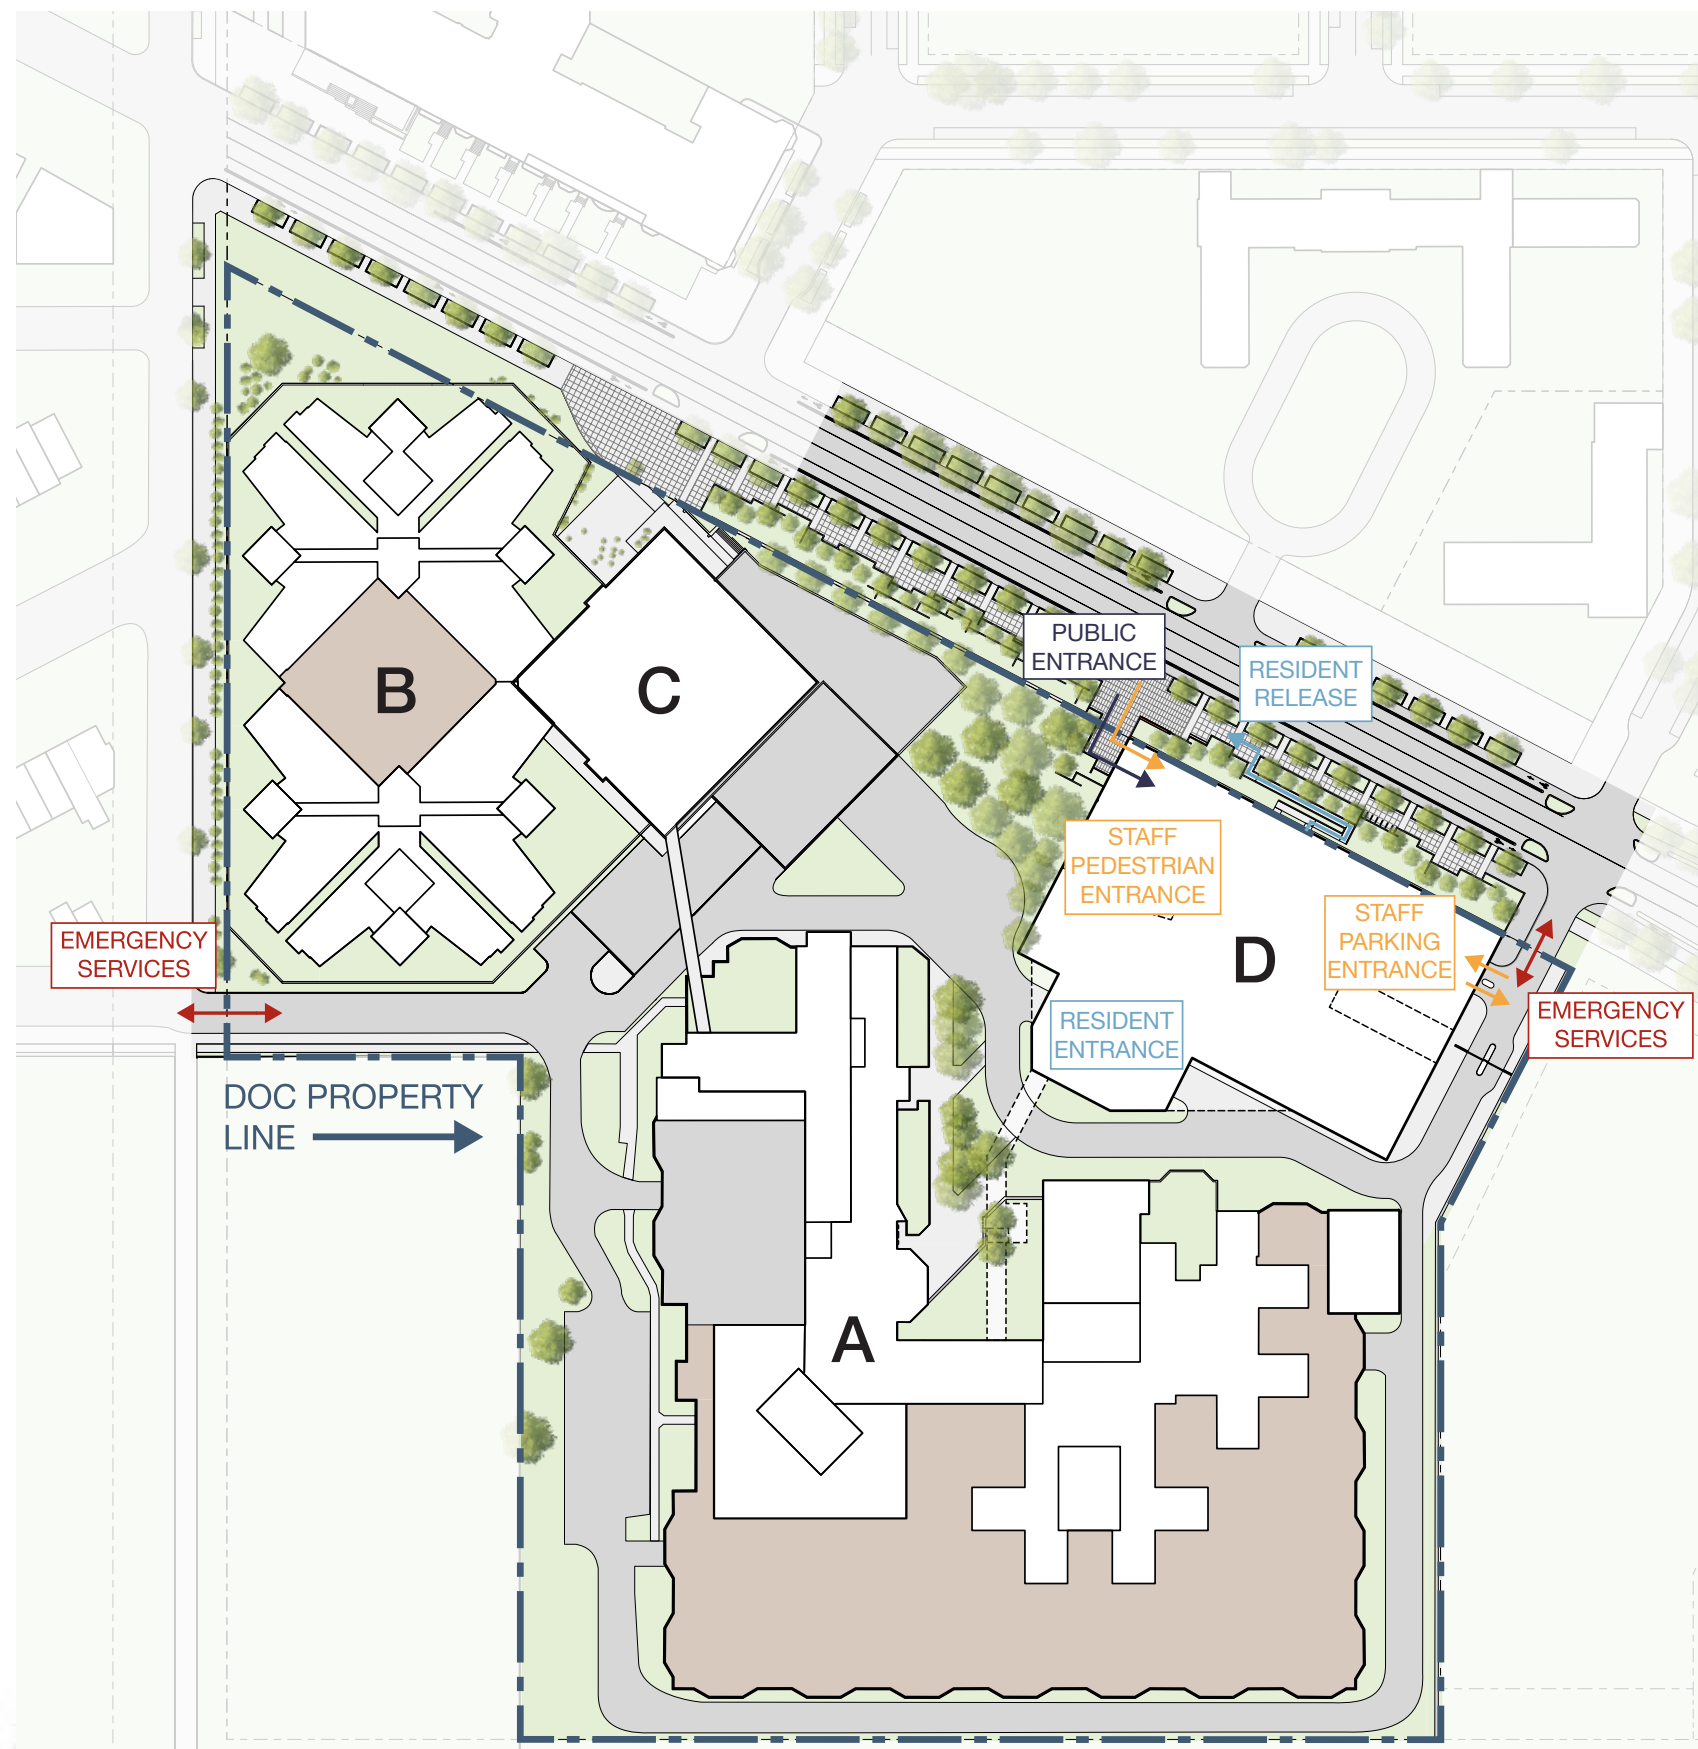 B
C
PUBLIC
ENTRANCE
RESIDENT
RELEASE
STAFF
PEDESTRIAN
ENTRANCE
STAFF
PARKING
ENTRANCE
D
EMERGENCY
SERVICES
RESIDENT
ENTRANCE
EMERGENCY
SERVICES
DOC PROPERTY
LINE
A